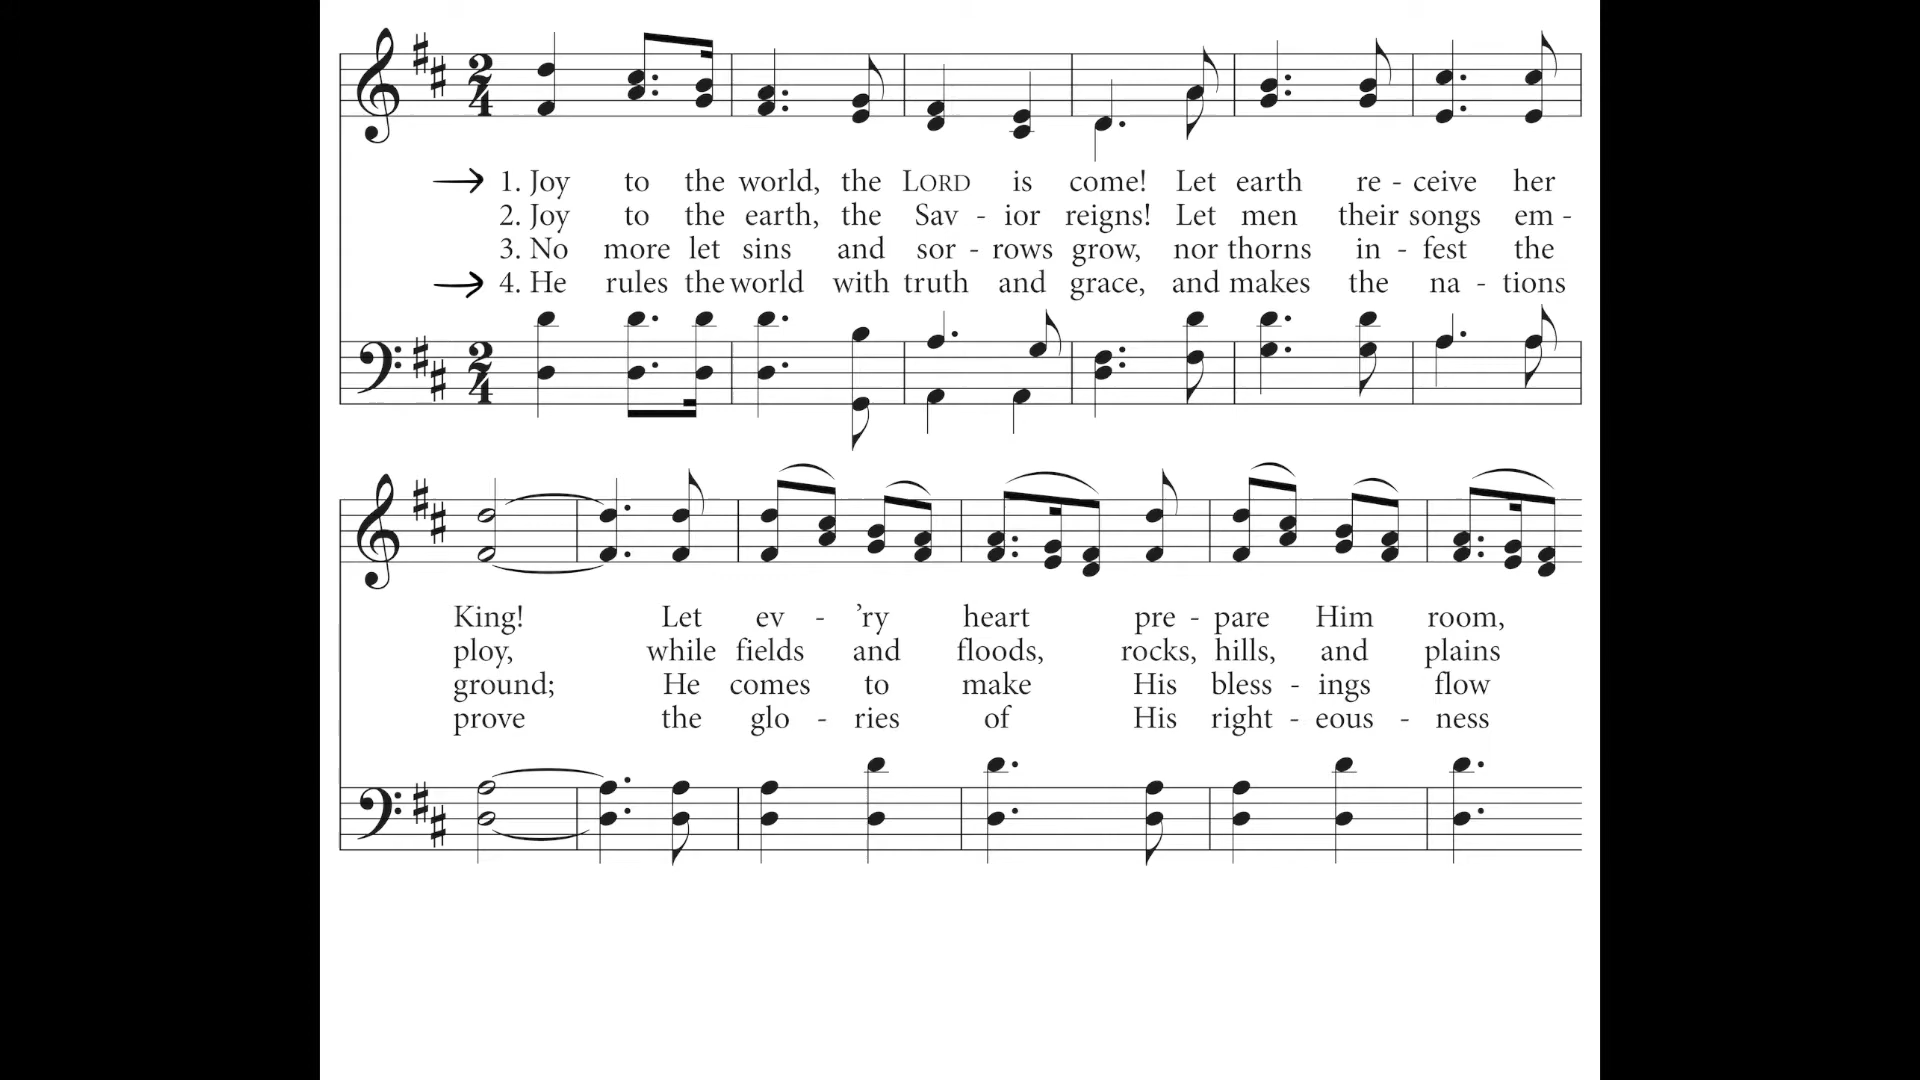 1. Joy to the world, the LORD is come! Let earth re - ceive her
2. Joy to the earth, the Sav - ior reigns! Let men their songs em -
3. No more let sins and sor - rows grow, nor thorns in - fest the
4. He rules the world with truth and grace, and makes the na - tions
King! Let ev - ’ry heart pre - pare Him room,
ploy, while fields and floods, rocks, hills, and plains
ground; He comes to make His bless - ings flow
prove the glo - ries of His right - eous - ness